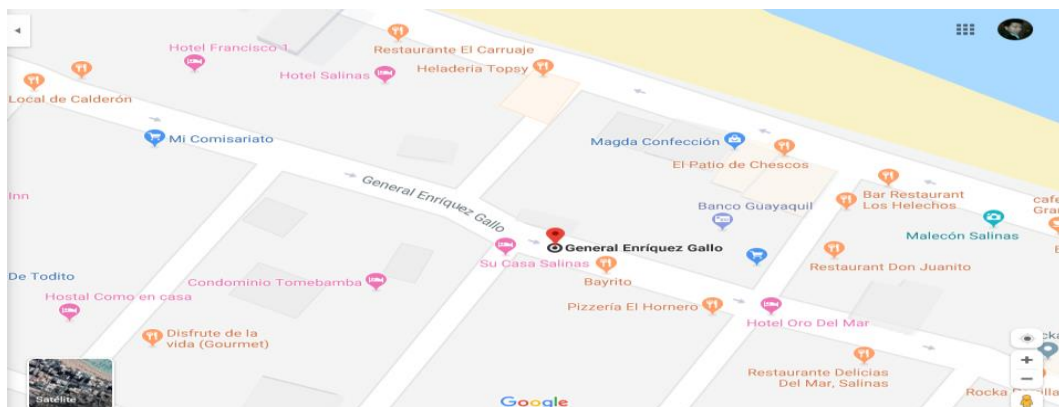 Hotel Francisco 1
Restaurante El Carruaje
Heladeria Topsy
Hotel Salinas
Local de Calderón
Mi Comisariato
Magda Confección
El Patio de Chescos
Inn
General Enríquez Gallo
Banco Guayaquil
Bar Restaurant
Los Helechos
Malecón Salinas
General Enríquez Gallo
Su Casa Salinas
Bayrito
Restaurant Don Juanito
De Todito
Condominio Tomebamba
Hostal Como en casa
Pizzería El Hornero
Hotel Oro Del Mar
Disfrute de la
vida (Gourmet)
Restaurante Delicias
Del Mar, Salinas
Satélite
Google
Rocka